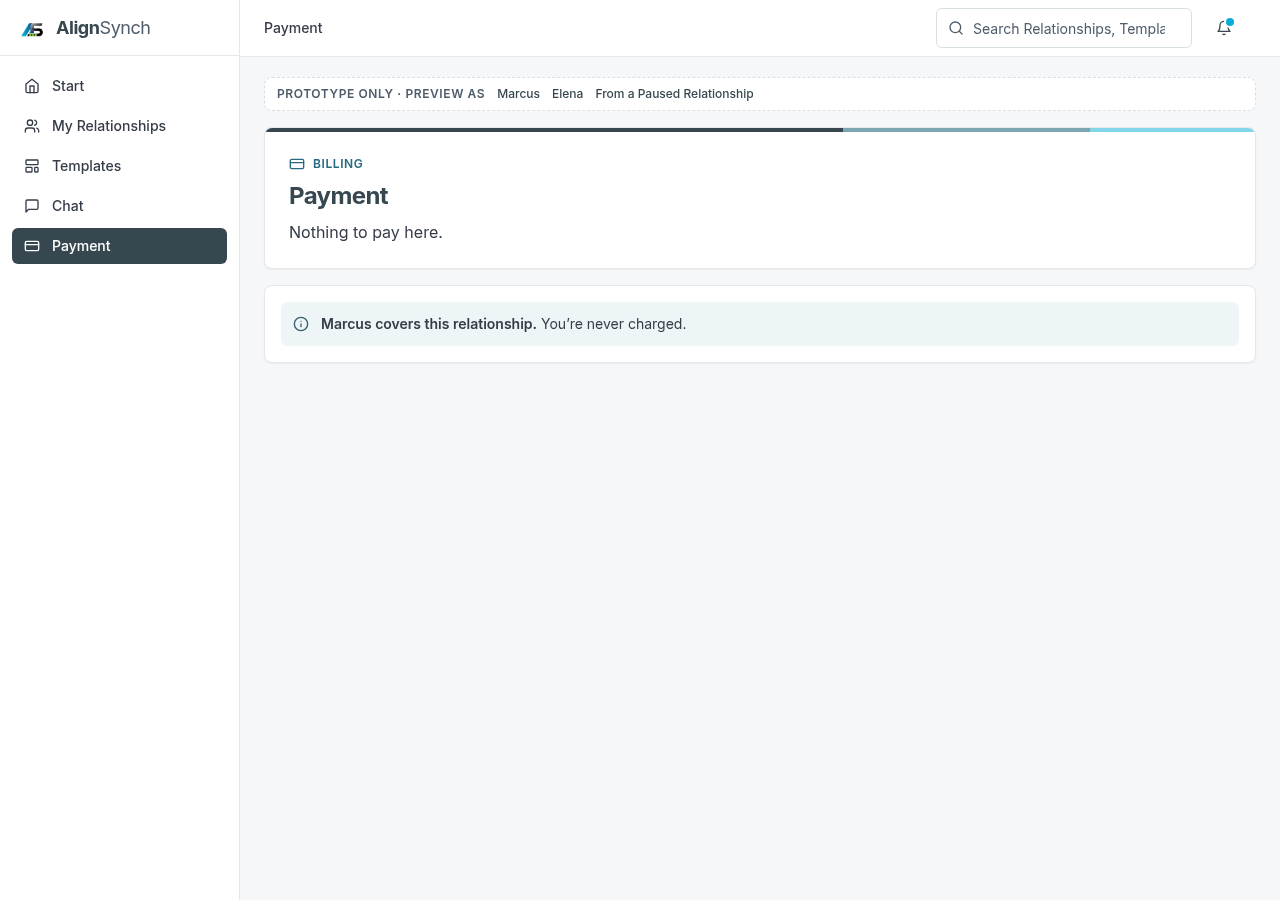 AlignSynch
Payment
Search Relationships, Templa
Start
My Relationships
Templates
Chat
Payment
PROTOTYPE ONLY · PREVIEW AS Marcus Elena From a Paused Relationship
BILLING
Payment
Nothing to pay here.
Marcus covers this relationship. You’re never charged.